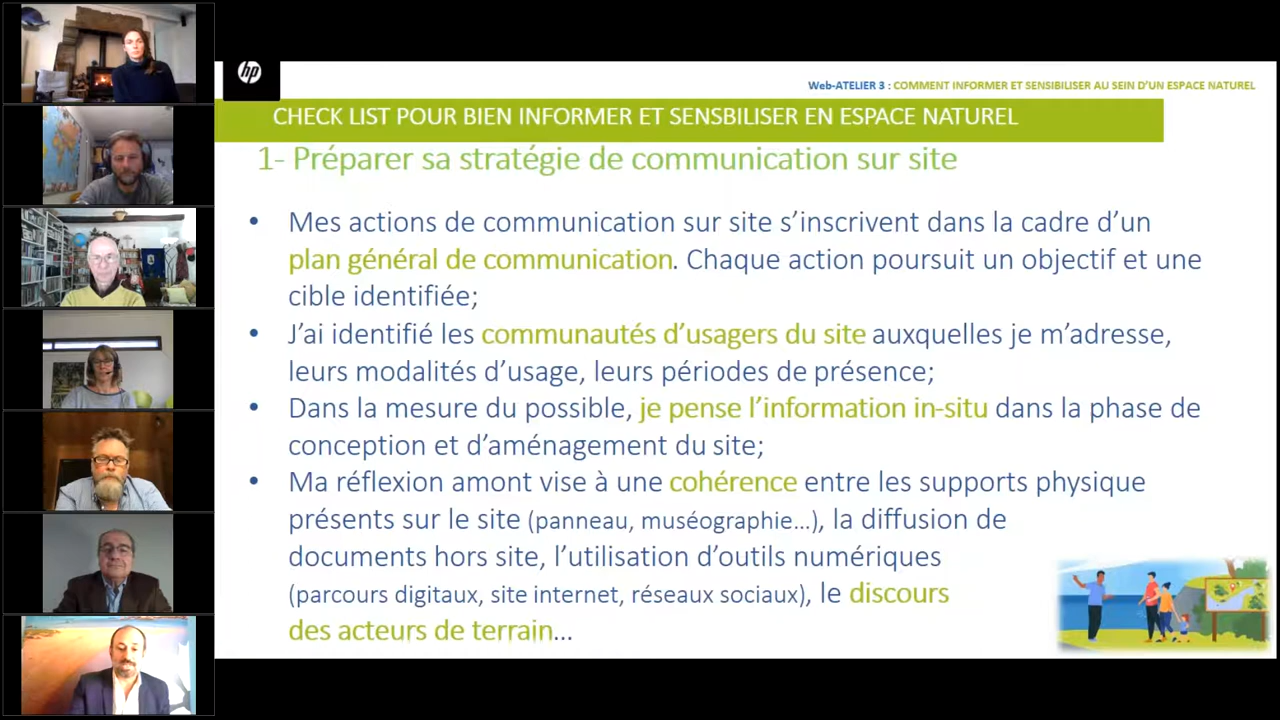 hp
Web-ATELIER 3 : COMMENT INFORMER ET SENSIBILISER AU SEIN D'UN ESPACE NATUREL
CHECK LIST POUR BIEN INFORMER ET SENSBILISER EN ESPACE NATUREL
1- Préparer sa stratégie de communication sur site
• Mes actions de communication sur site s'inscrivent dans la cadre d'un
plan général de communication. Chaque action poursuit un objectif et une
cible identifiée;
• J'ai identifié les communautés d'usagers du site auxquelles je m'adresse,
leurs modalités d'usage, leurs périodes de présence;
• Dans la mesure du possible, je pense l'information in-situ dans la phase de
conception et d'aménagement du site;
• Ma réflexion amont vise à une cohérence entre les supports physique
présents sur le site (panneau, muséographie...), la diffusion de
documents hors site, l'utilisation d'outils numériques
(parcours digitaux, site internet, réseaux sociaux), le discours
des acteurs de terrain...